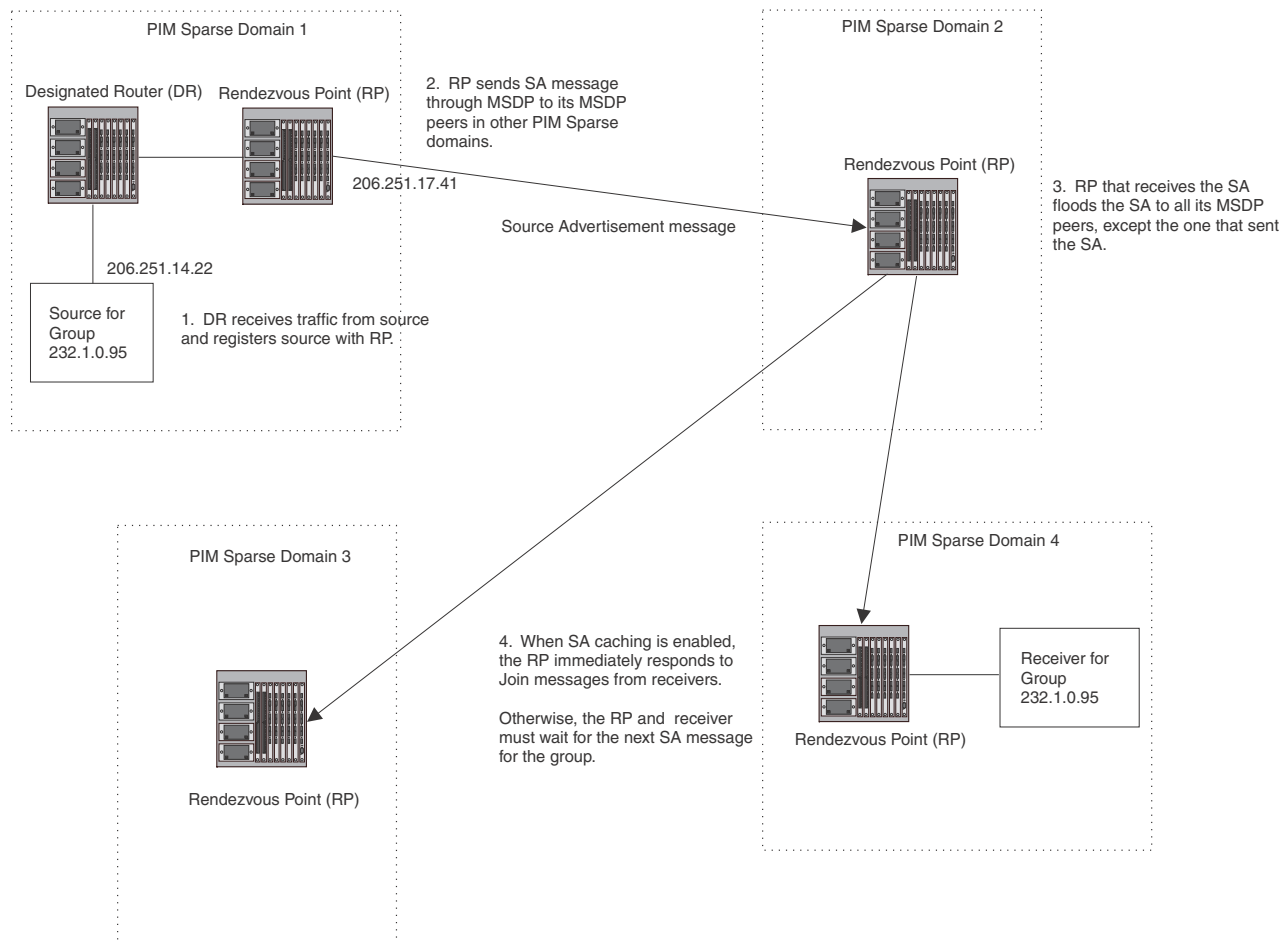 PIM Sparse Domain 1
Designated Router (DR)
Rendezvous Point (RP)
206.251.17.41
206.251.14.22
Source for
Group
232.1.0.95
1. DR receives traffic from source
and registers source with RP.
2. RP sends SA message
through MSDP to its MSDP
peers in other PIM Sparse
domains.
Source Advertisement message
PIM Sparse Domain 2
Rendezvous Point (RP)
3. RP that receives the SA
floods the SA to all its MSDP
peers, except the one that sent
the SA.
PIM Sparse Domain 3
Rendezvous Point (RP)
4. When SA caching is enabled,
the RP immediately responds to
Join messages from receivers.
Otherwise, the RP and receiver
must wait for the next SA message
for the group.
PIM Sparse Domain 4
Rendezvous Point (RP)
Receiver for
Group
232.1.0.95